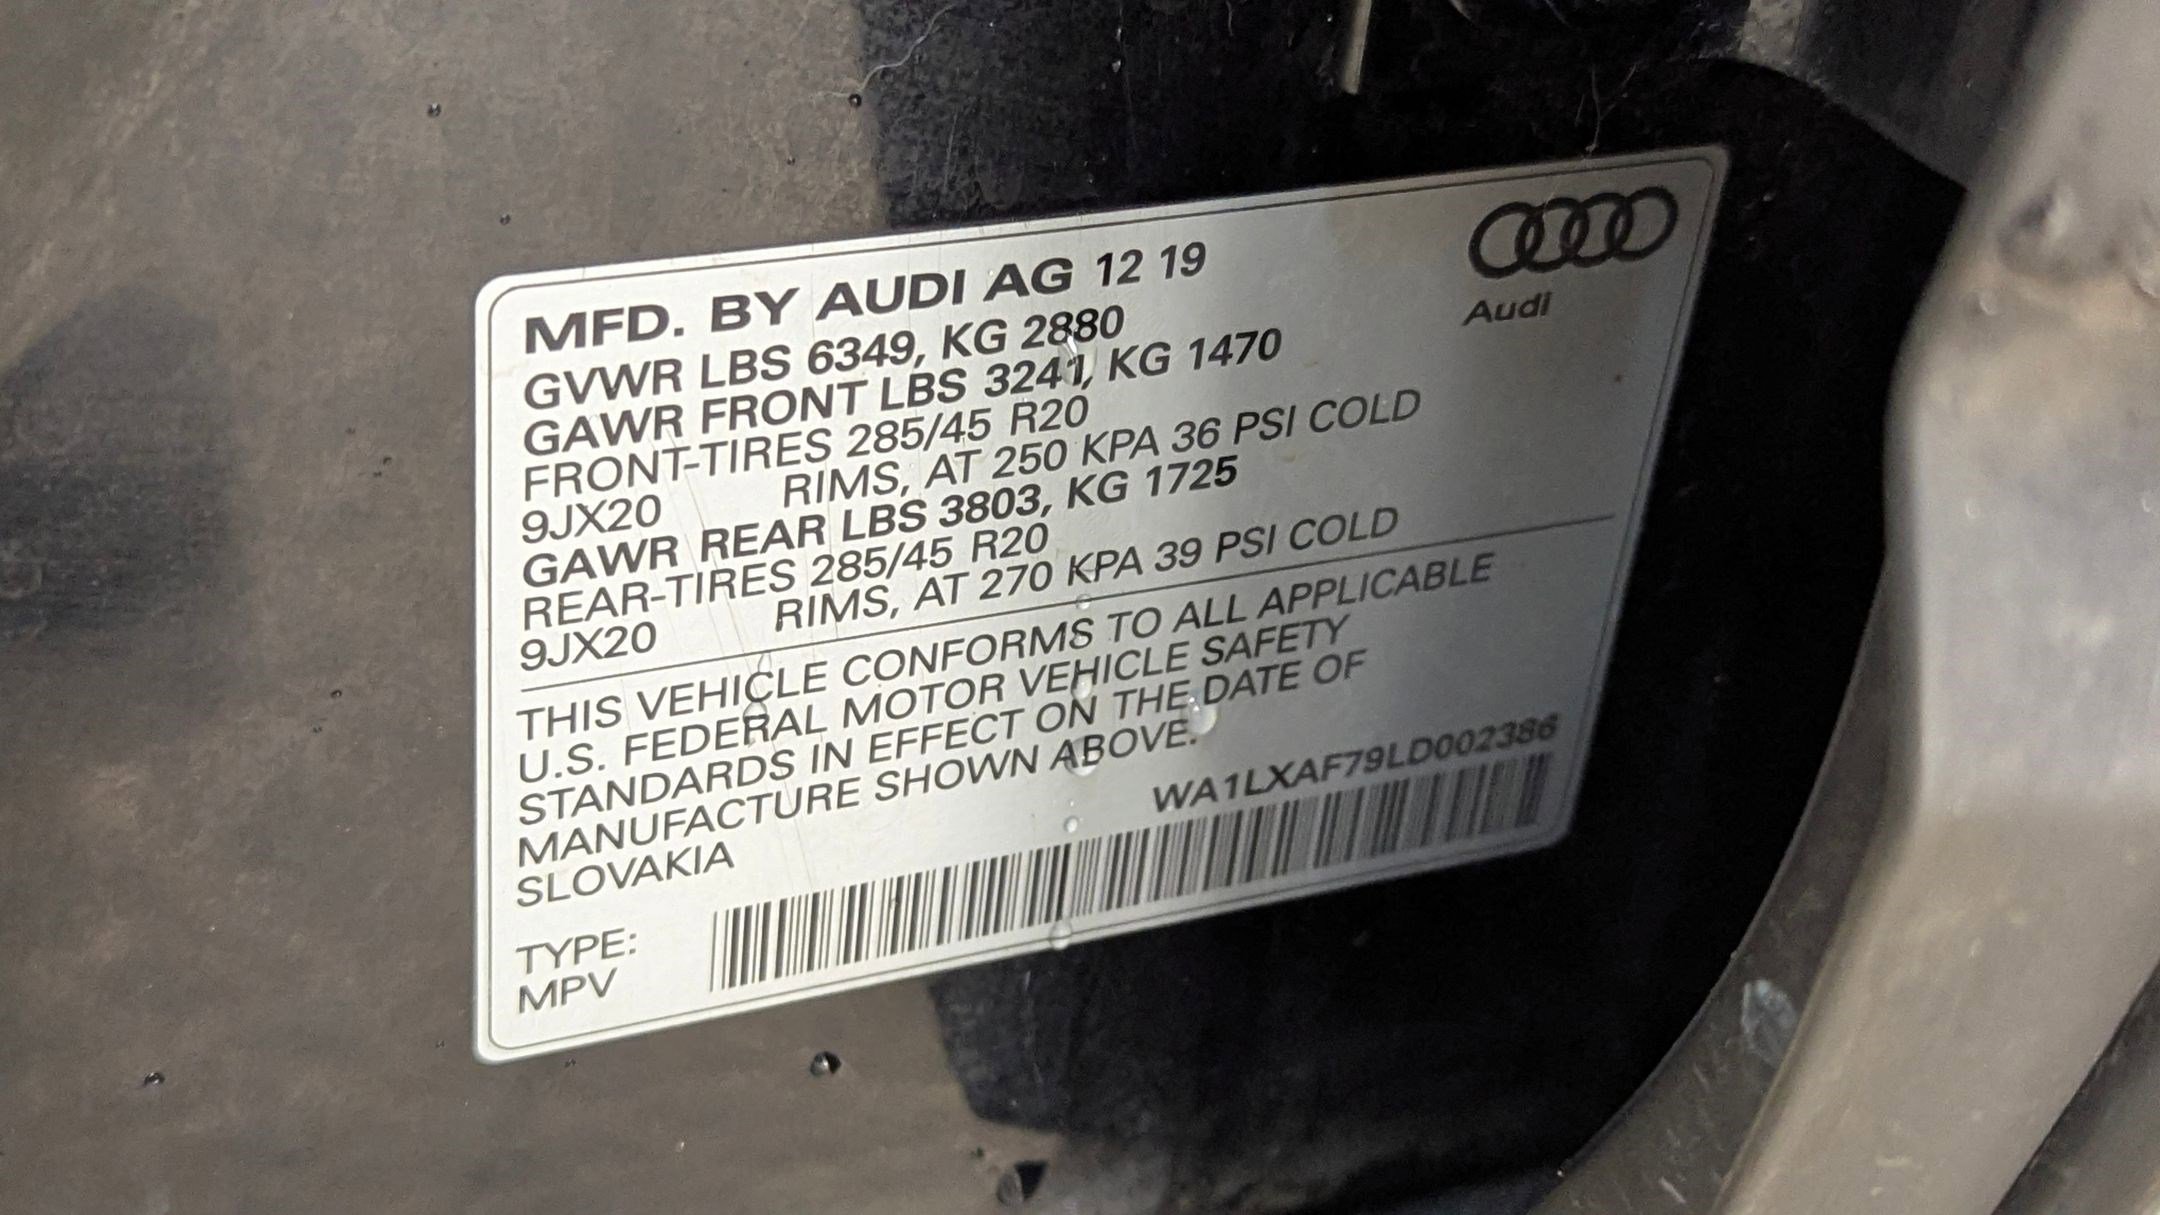 MFD. BY AUDI AG 12 19
Audi
GVWR LBS 6349, KG 2880
GAWR FRONT LBS 3241, KG 1470
FRONT-TIRES 285/45 R20
9JX20 RIMS, AT 250 KPA 36 PSI COLD
GAWR REAR LBS 3803, KG 1725
REAR-TIRES 285/45 R20
9JX20 RIMS, AT 270 KPA 39 PSI COLD
THIS VEHICLE CONFORMS TO ALL APPLICABLE
U.S. FEDERAL MOTOR VEHICLE SAFETY
STANDARDS IN EFFECT ON THE DATE OF
MANUFACTURE SHOWN ABOVE.
SLOVAKIA
WA1LXAF79LD002386
TYPE:
MPV